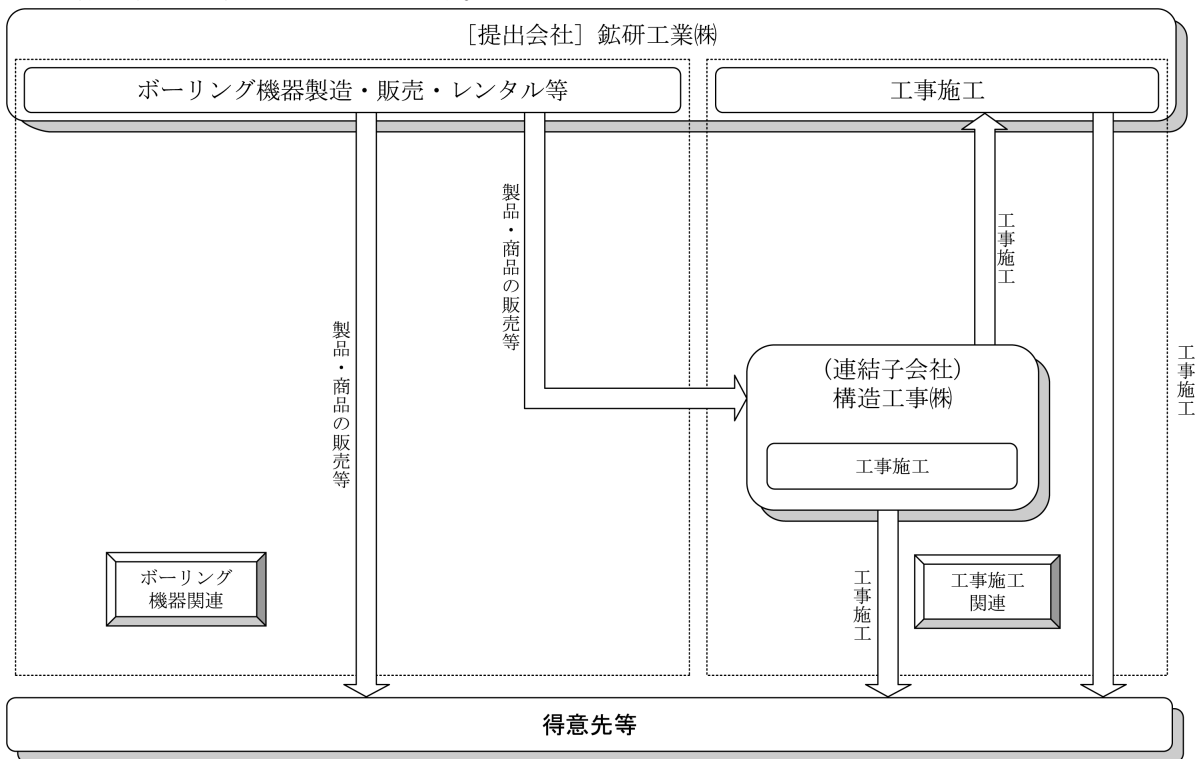 ［提出会社］鉱研工業㈱
ボーリング機器製造・販売・レンタル等
工事施工
製品・商品の販売等
製品・商品の販売等
工事施工
工事施工
（連結子会社）
構造工事㈱
工事施工
ボーリング
機器関連
工事施工
工事施工
関連
得意先等